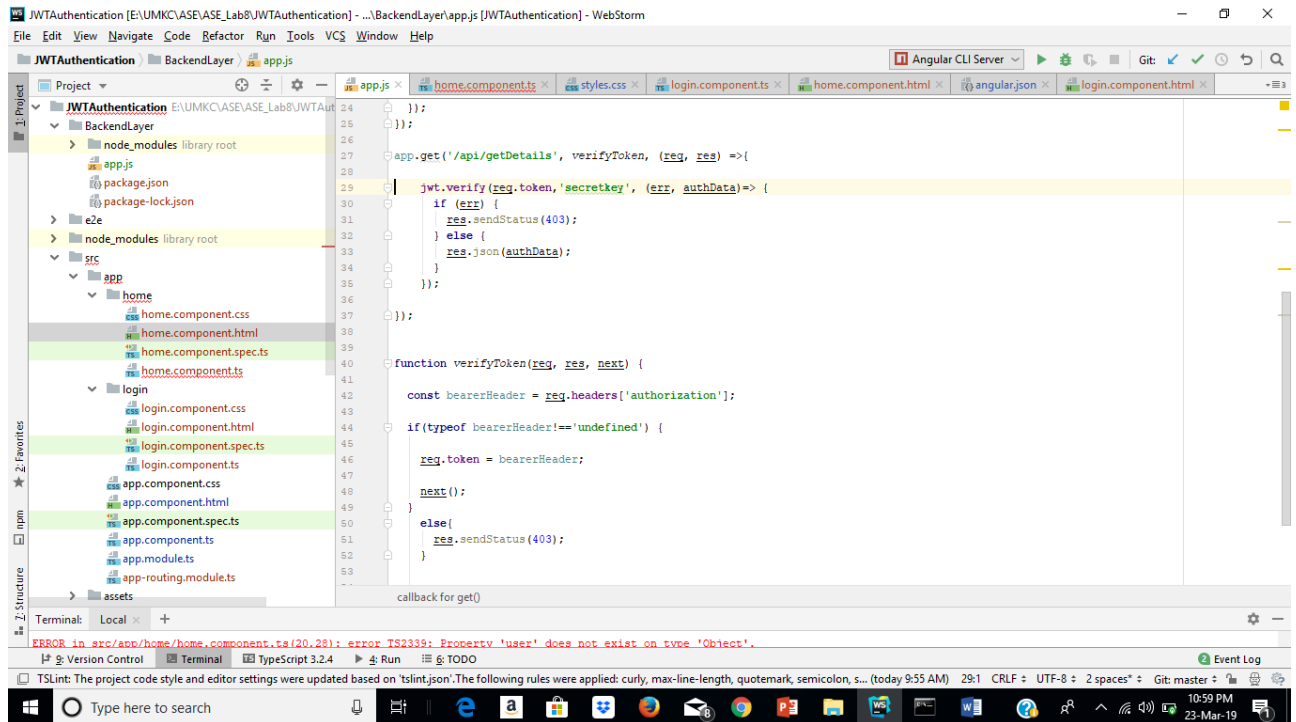 JWTAuthentication [E:\UMKC\ASE\ASE_Lab8\JWTAuthentication] - ...\BackendLayer\app.js [JWTAuthentication] - WebStorm
File Edit View Navigate Code Refactor Run Tools VCS Window Help
JWTAuthentication BackendLayer app.js
Angular CLI Server Git:
Project
app.js home.component.ts styles.css login.component.ts home.component.html angular.json login.component.html 3
1: Project
JWTAuthentication E:\UMKC\ASE\ASE_Lab8\JWTAut
BackendLayer
node_modules library root
app.js
package.json
package-lock.json
e2e
node_modules library root
src
app
home
home.component.css
home.component.html
home.component.spec.ts
home.component.ts
login
login.component.css
login.component.html
login.component.spec.ts
login.component.ts
app.component.css
app.component.html
app.component.spec.ts
app.component.ts
app.module.ts
app-routing.module.ts
assets
2: Favorites
npm
Z: Structure
24 });
25 });
26
27 app.get('/api/getDetails', verifyToken, (req, res) =>{
28
29 jwt.verify(req.token,'secretkey', (err, authData)=> {
30 if (err) {
31 res.sendStatus(403);
32 } else {
33 res.json(authData);
34 }
35 });
36
37 });
38
39
40 function verifyToken(req, res, next) {
41
42 const bearerHeader = req.headers['authorization'];
43
44 if(typeof bearerHeader!=='undefined') {
45
46 req.token = bearerHeader;
47
48 next();
49 }
50 else{
51 res.sendStatus(403);
52 }
53
callback for get()
Terminal: Local +
ERROR in src/app/home/home.component.ts(20,28): error TS2339: Property 'user' does not exist on type 'Object'.
9: Version Control Terminal TypeScript 3.2.4 4: Run 6: TODO 2 Event Log
TSLint: The project code style and editor settings were updated based on 'tslint.json'.The following rules were applied: curly, max-line-length, quotemark, semicolon, s... (today 9:55 AM) 29:1 CRLF UTF-8 2 spaces* Git: master
Type here to search
10:59 PM
23-Mar-19